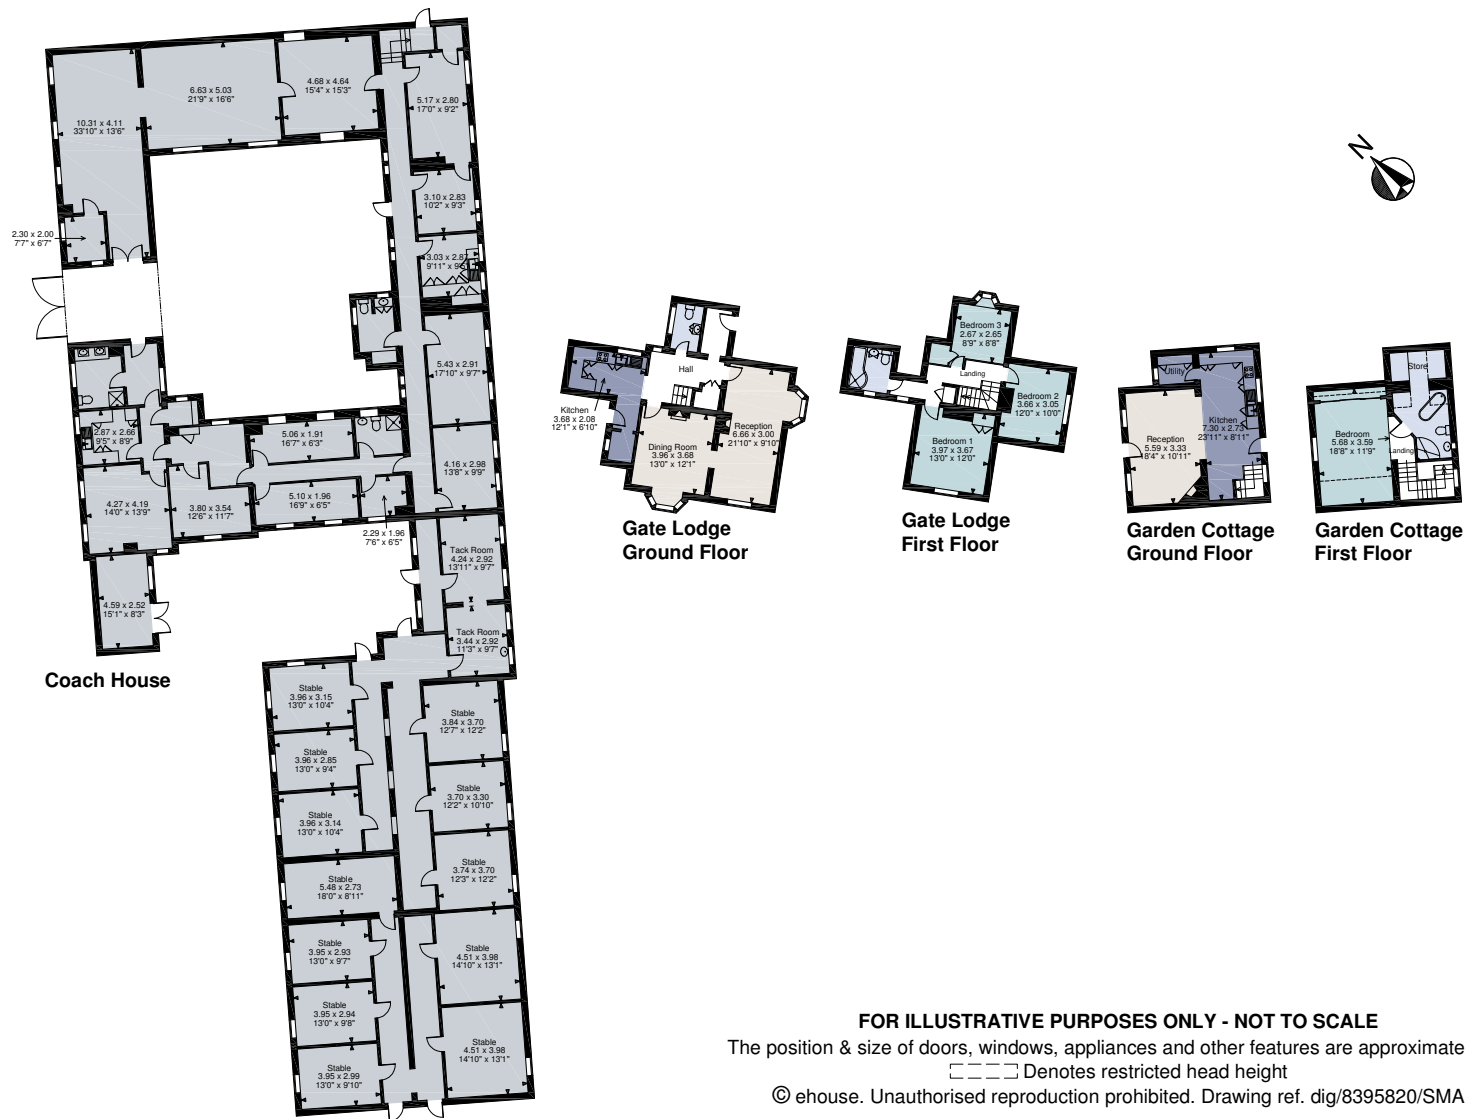 10.31 x 4.11
33'10" x 13'6"
6.63 x 5.03
21'9" x 16'6"
4.68 x 4.64
15'4" x 15'3"
5.17 x 2.80
17'0" x 9'2"
3.10 x 2.83
10'2" x 9'3"
2.30 x 2.00
7'7" x 6'7"
3.03 x 2.87
9'11" x 9'5"
5.43 x 2.91
17'10" x 9'7"
2.87 x 2.66
9'5" x 8'9"
5.06 x 1.91
16'7" x 6'3"
4.16 x 2.98
13'8" x 9'9"
4.27 x 4.19
14'0" x 13'9"
3.80 x 3.54
12'6" x 11'7"
5.10 x 1.96
16'9" x 6'5"
2.29 x 1.96
7'6" x 6'5"
Tack Room
4.24 x 2.92
13'11" x 9'7"
4.59 x 2.52
15'1" x 8'3"
Tack Room
3.44 x 2.92
11'3" x 9'7"
Coach House
Stable
3.96 x 3.15
13'0" x 10'4"
Stable
3.84 x 3.70
12'7" x 12'2"
Stable
3.96 x 2.85
13'0" x 9'4"
Stable
3.70 x 3.30
12'2" x 10'10"
Stable
3.96 x 3.14
13'0" x 10'4"
Stable
3.74 x 3.70
12'3" x 12'2"
Stable
5.48 x 2.73
18'0" x 8'11"
Stable
3.95 x 2.93
13'0" x 9'7"
Stable
4.51 x 3.98
14'10" x 13'1"
Stable
3.95 x 2.94
13'0" x 9'8"
Stable
4.51 x 3.98
14'10" x 13'1"
Stable
3.95 x 2.99
13'0" x 9'10"
Hall
Kitchen
3.68 x 2.08
12'1" x 6'10"
Dining Room
3.96 x 3.68
13'0" x 12'1"
Reception
6.66 x 3.00
21'10" x 9'10"
Gate Lodge
Ground Floor
Bedroom 3
2.67 x 2.65
8'9" x 8'8"
Landing
Bedroom 2
3.66 x 3.05
12'0" x 10'0"
Bedroom 1
3.97 x 3.67
13'0" x 12'0"
Gate Lodge
First Floor
N
Utility
Kitchen
7.30 x 2.73
23'11" x 8'11"
Reception
5.59 x 3.33
18'4" x 10'11"
Garden Cottage
Ground Floor
Store
Bedroom
5.68 x 3.59
18'8" x 11'9"
Landing
Garden Cottage
First Floor
FOR ILLUSTRATIVE PURPOSES ONLY - NOT TO SCALE
The position & size of doors, windows, appliances and other features are approximate
Denotes restricted head height
© ehouse. Unauthorised reproduction prohibited. Drawing ref. dig/8395820/SMA